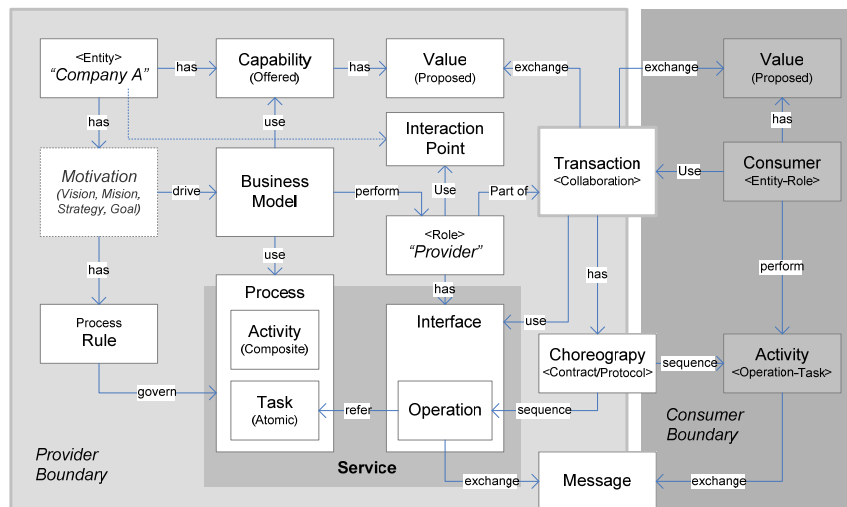 <Entity>
“Company A”
has
Capability
(Offered)
has
Value
(Proposed)
exchange
exchange
Value
(Proposed)
has
use
Interaction
Point
has
Motivation
(Vision, Mision,
Strategy, Goal)
drive
Business
Model
perform
Use
Part of
Transaction
<Collaboration>
Use
Consumer
<Entity-Role>
<Role>
“Provider”
has
use
has
has
perform
Process
Rule
Process
Activity
(Composite)
Interface
use
Choreograpy
<Contract/Protocol>
sequence
Activity
<Operation-Task>
govern
Task
(Atomic)
refer
Operation
sequence
Consumer
Boundary
Provider
Boundary
Service
exchange
Message
exchange